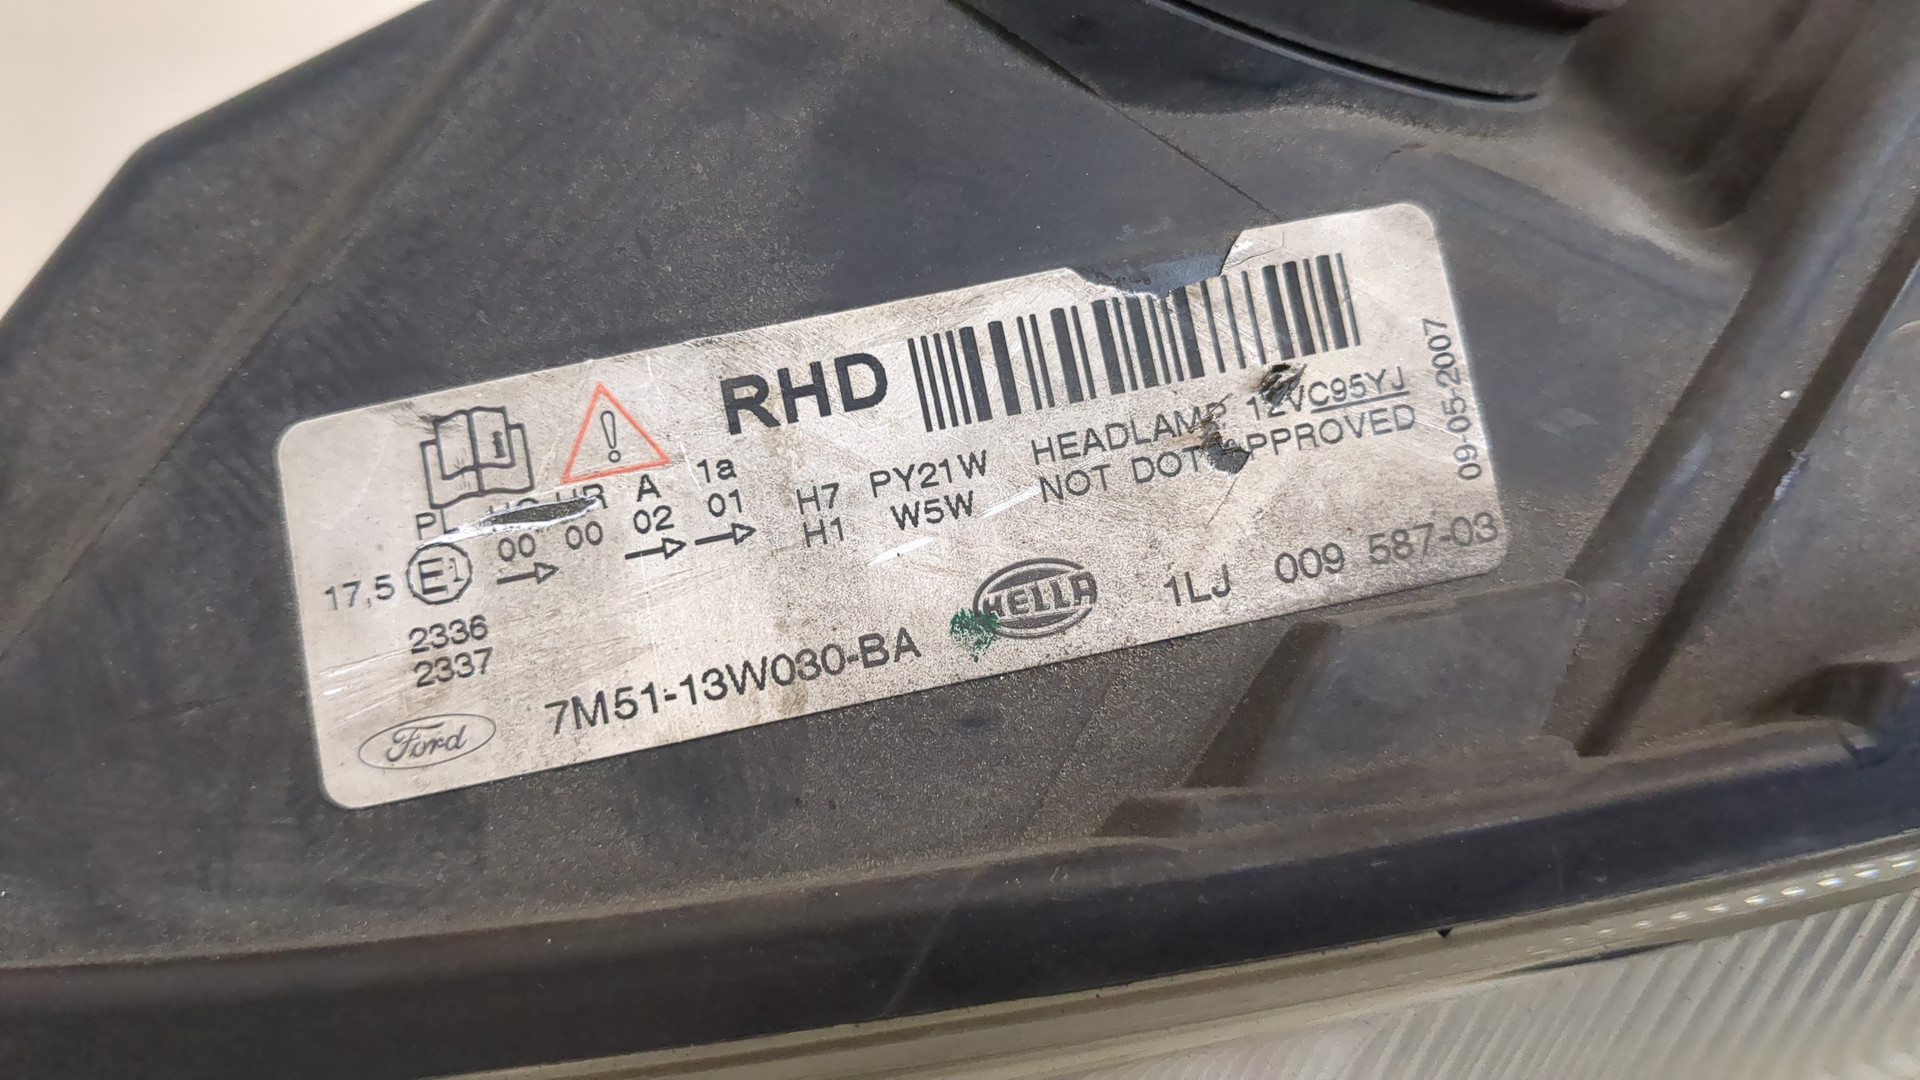 RHD
PL HC HR A 1a
00 00 02 01
17,5 E1
2336
2337
H7 PY21W
H1 W5W
HEADLAMP 12V C95YJ
NOT DOT APPROVED
09-05-2007
HELLA 1LJ 009 587-03
Ford 7M51-13W030-BA